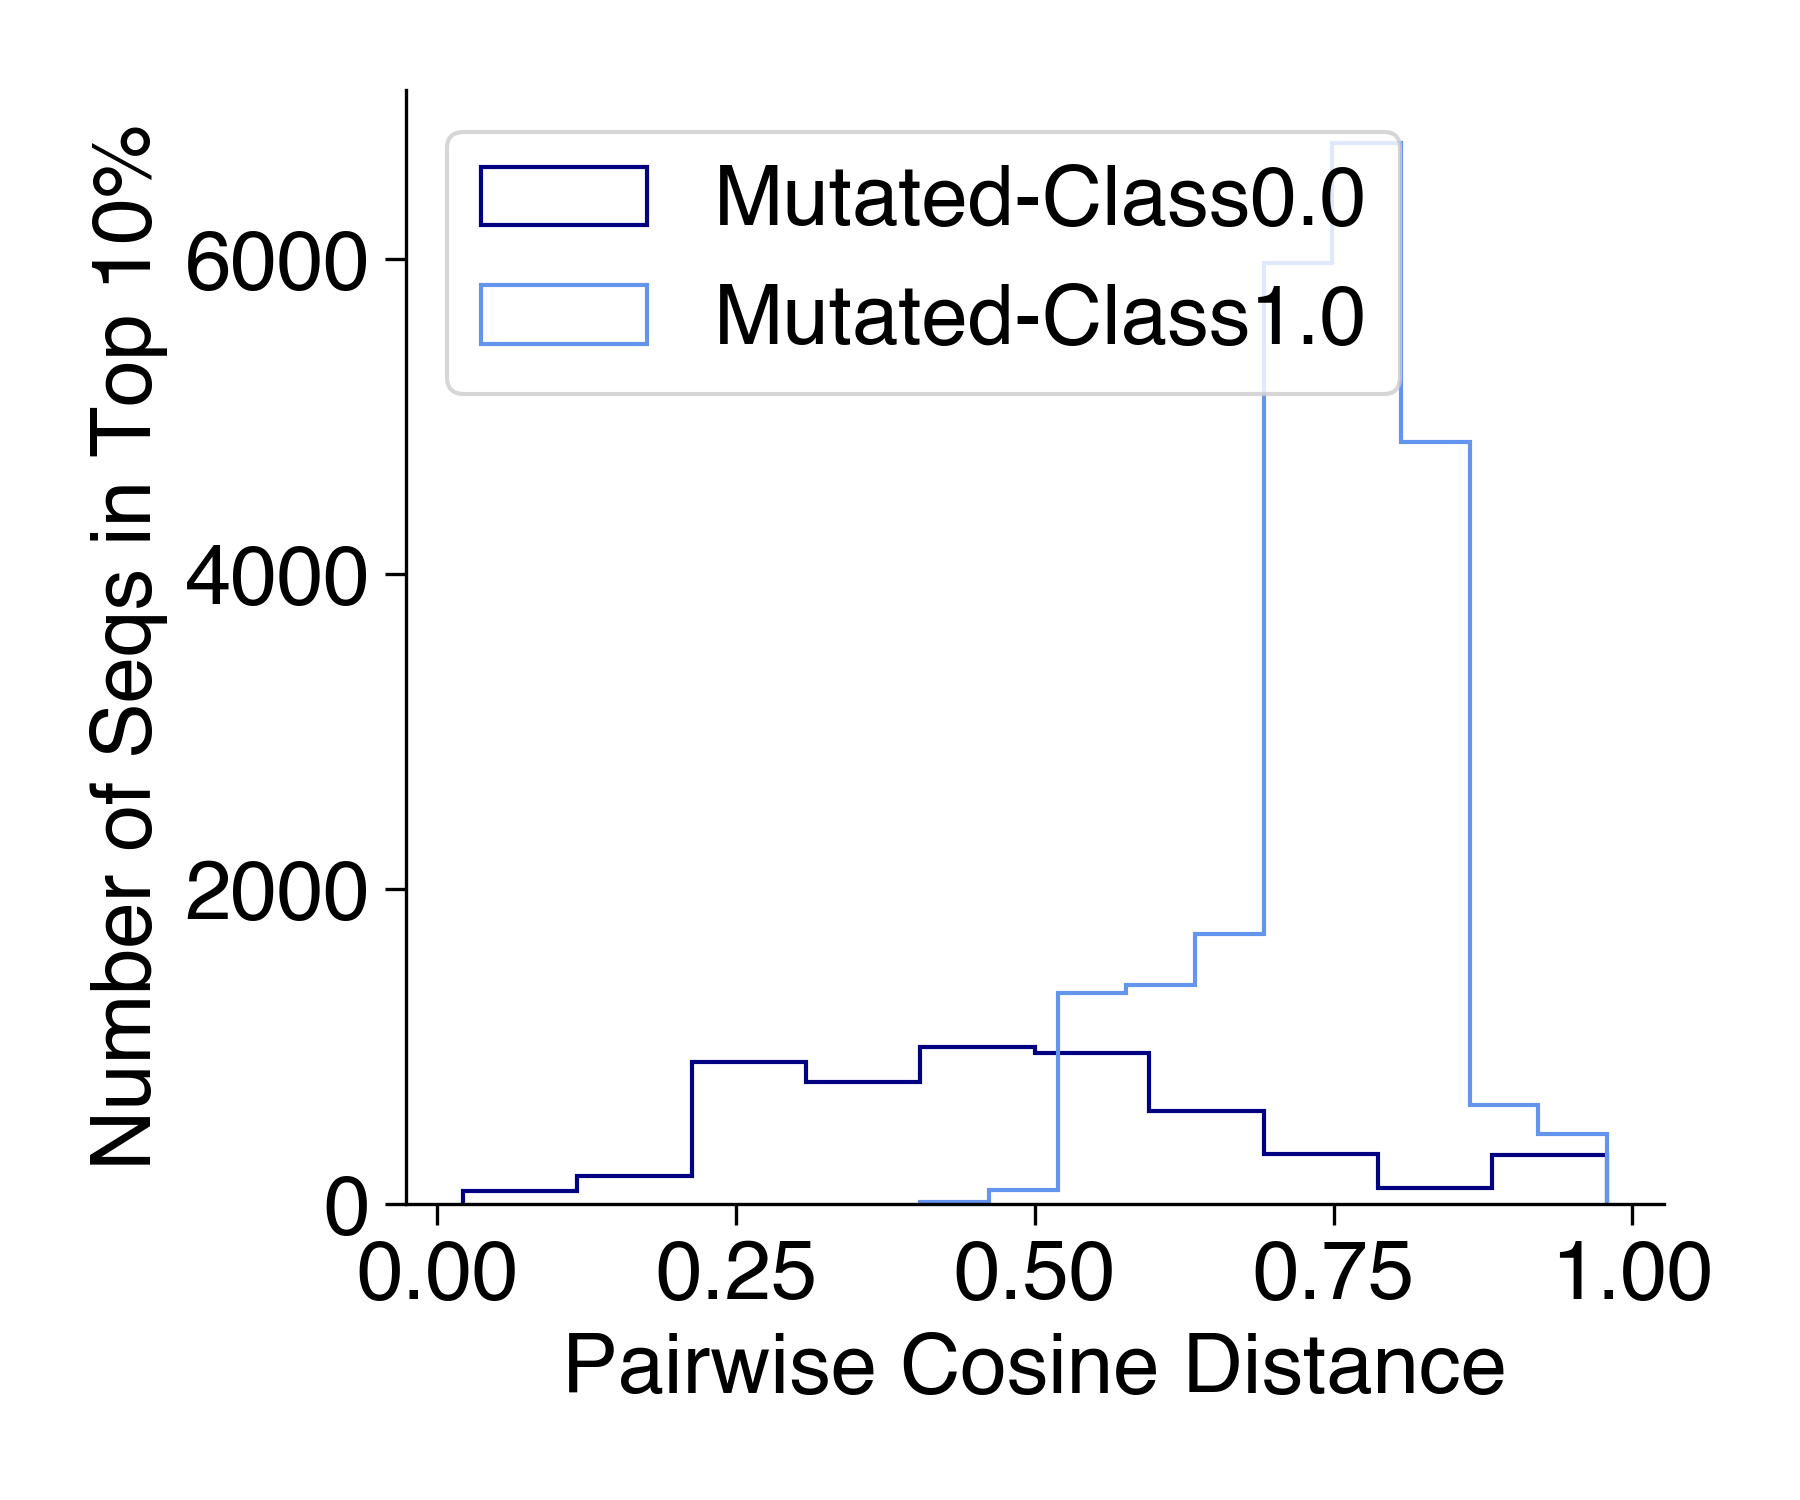 Number of Seqs in Top 10%
6000
4000
2000
0
Mutated-Class0.0
Mutated-Class1.0
0.00 0.25 0.50 0.75 1.00
Pairwise Cosine Distance